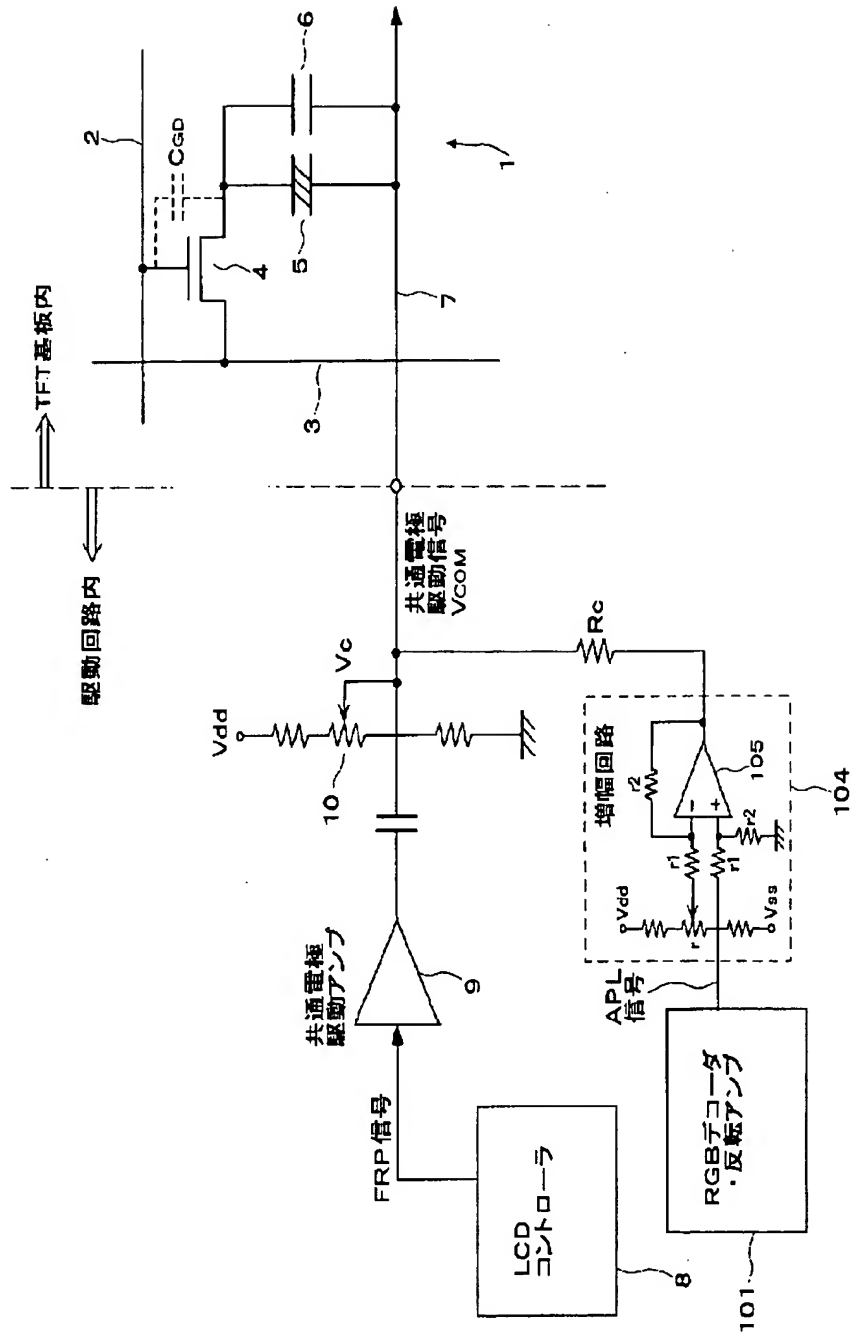 駆動回路内
TFT基板内
2
CGD
4
5
6
3
7
1
Vdd
10
Vc
共通電極
駆動信号
VCOM
共通電極
駆動アンプ
9
FRP信号
LCD
コントローラ
8
Rc
増幅回路
Vdd
r
Vss
r1
r1
r2
r2
−
+
105
104
APL
信号
RGBデコーダ
・反転アンプ
101